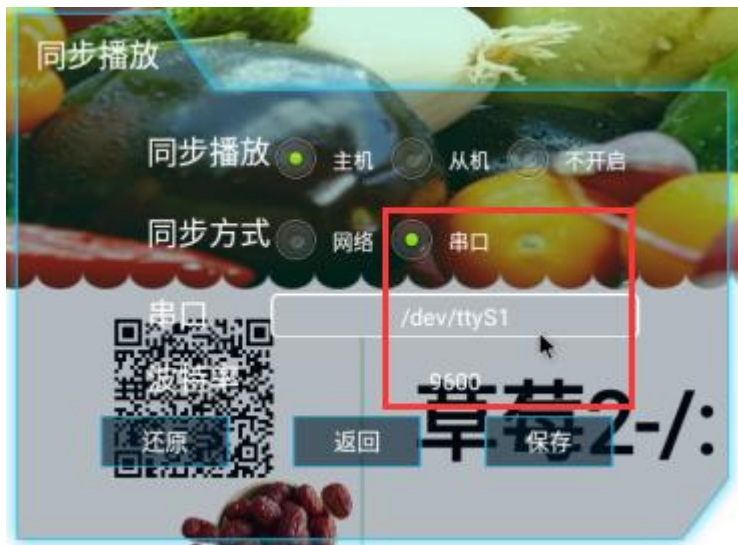 同步播放
同步播放 主机 从机 不开启
同步方式 网络 串口
串口 /dev/ttyS1
波特率 9600
草莓2-/:
还原 返回 保存